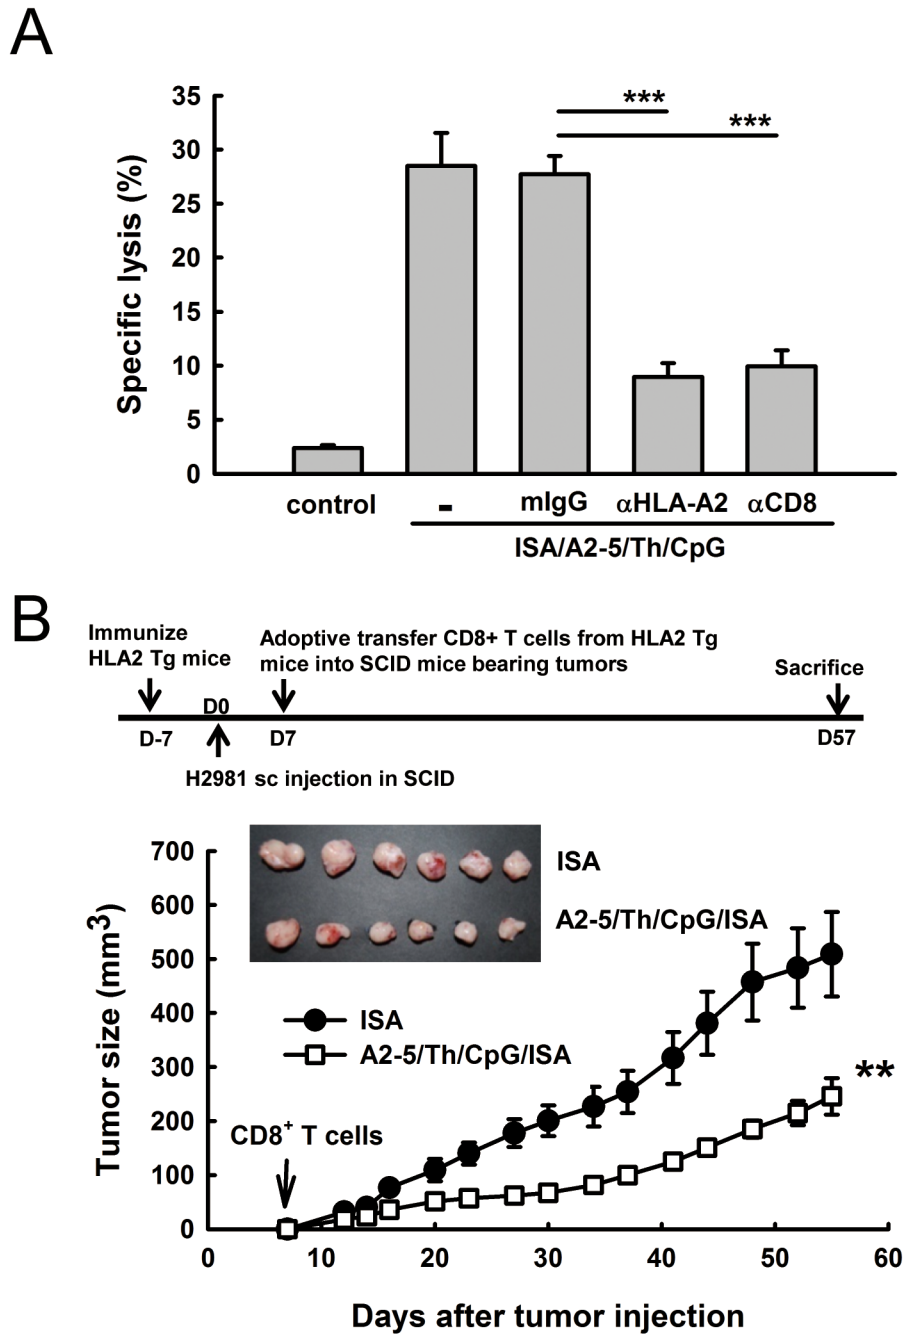 A
35
30
25
20
15
10
5
0
Specific lysis (%)
***
***
control
-
mIgG
αHLA-A2
αCD8
ISA/A2-5/Th/CpG
B
Immunize
HLA2 Tg mice
Adoptive transfer CD8+ T cells from HLA2 Tg
mice into SCID mice bearing tumors
Sacrifice
D0
D-7
D7
D57
H2981 sc injection in SCID
ISA
A2-5/Th/CpG/ISA
ISA
A2-5/Th/CpG/ISA
CD8⁺ T cells
**
700
600
500
400
300
200
100
0
Tumor size (mm³)
0 10 20 30 40 50 60
Days after tumor injection